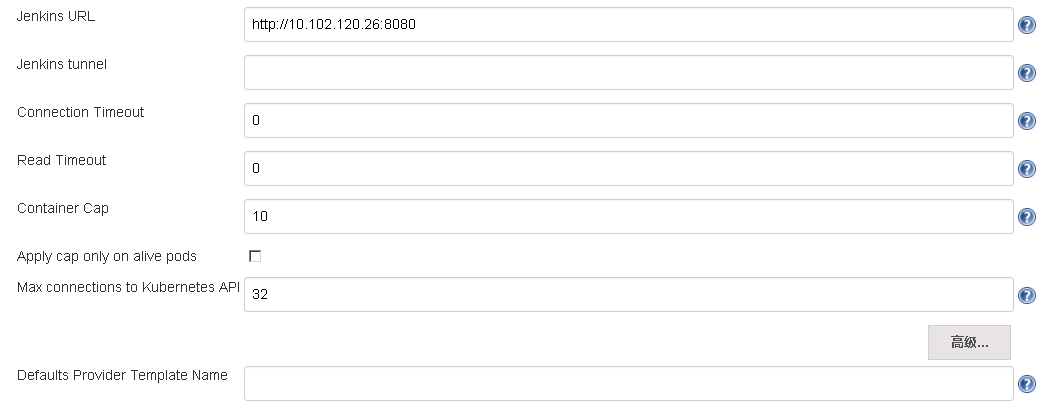 Jenkins URL
http://10.102.120.26:8080
Jenkins tunnel
Connection Timeout
0
Read Timeout
0
Container Cap
10
Apply cap only on alive pods
Max connections to Kubernetes API
32
高級...
Defaults Provider Template Name